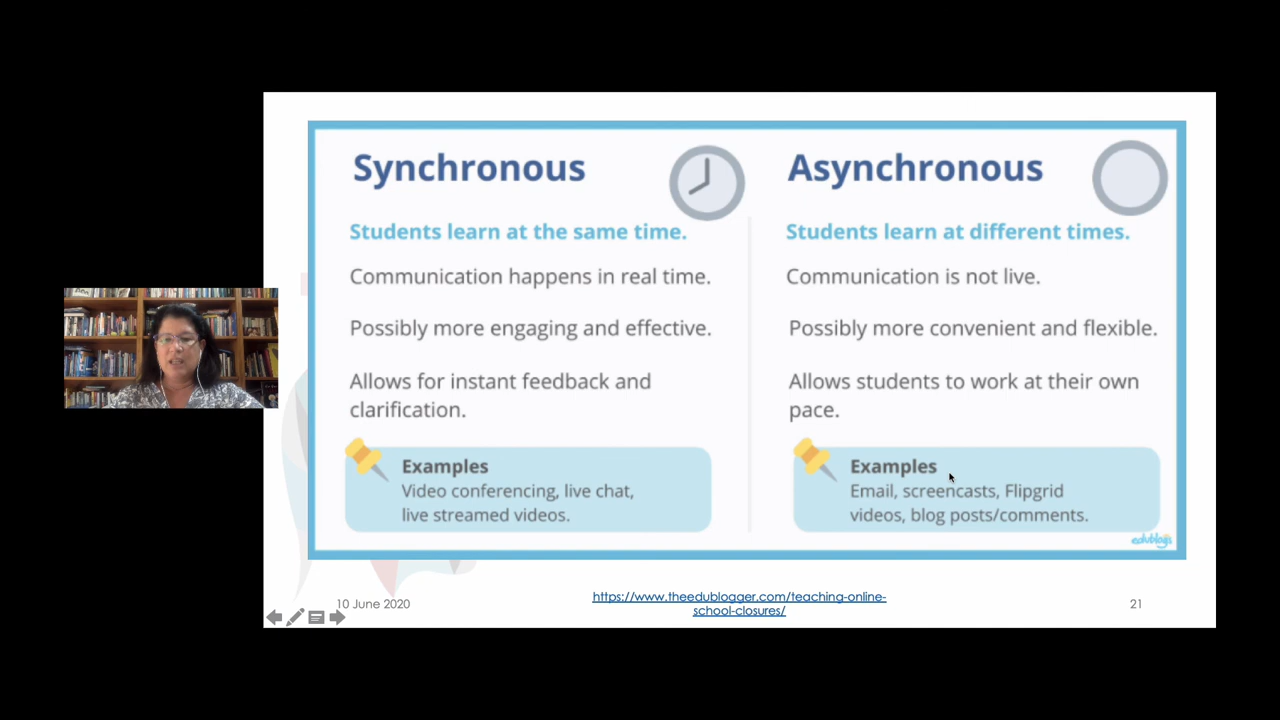 Synchronous
Students learn at the same time.
Communication happens in real time.
Possibly more engaging and effective.
Allows for instant feedback and
clarification.
Examples
Video conferencing, live chat,
live streamed videos.
Asynchronous
Students learn at different times.
Communication is not live.
Possibly more convenient and flexible.
Allows students to work at their own
pace.
Examples
Email, screencasts, Flipgrid
videos, blog posts/comments.
edublogs
10 June 2020
https://www.theedublogger.com/teaching-online-
school-closures/
21